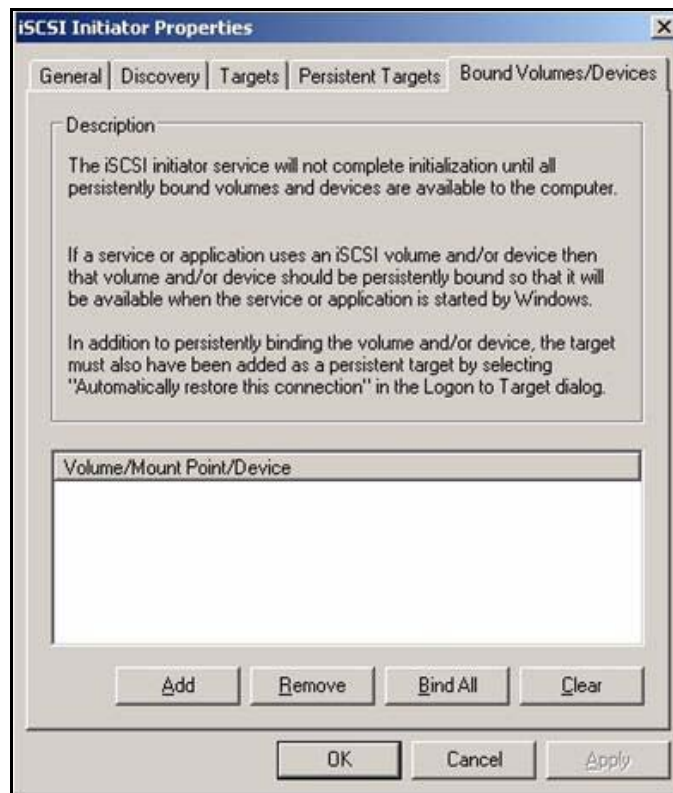 iSCSI Initiator Properties
General Discovery Targets Persistent Targets Bound Volumes/Devices
Description
The iSCSI initiator service will not complete initialization until all
persistently bound volumes and devices are available to the computer.
If a service or application uses an iSCSI volume and/or device then
that volume and/or device should be persistently bound so that it will
be available when the service or application is started by Windows.
In addition to persistently binding the volume and/or device, the target
must also have been added as a persistent target by selecting
"Automatically restore this connection" in the Logon to Target dialog.
Volume/Mount Point/Device
Add Remove Bind All Clear
OK Cancel Apply